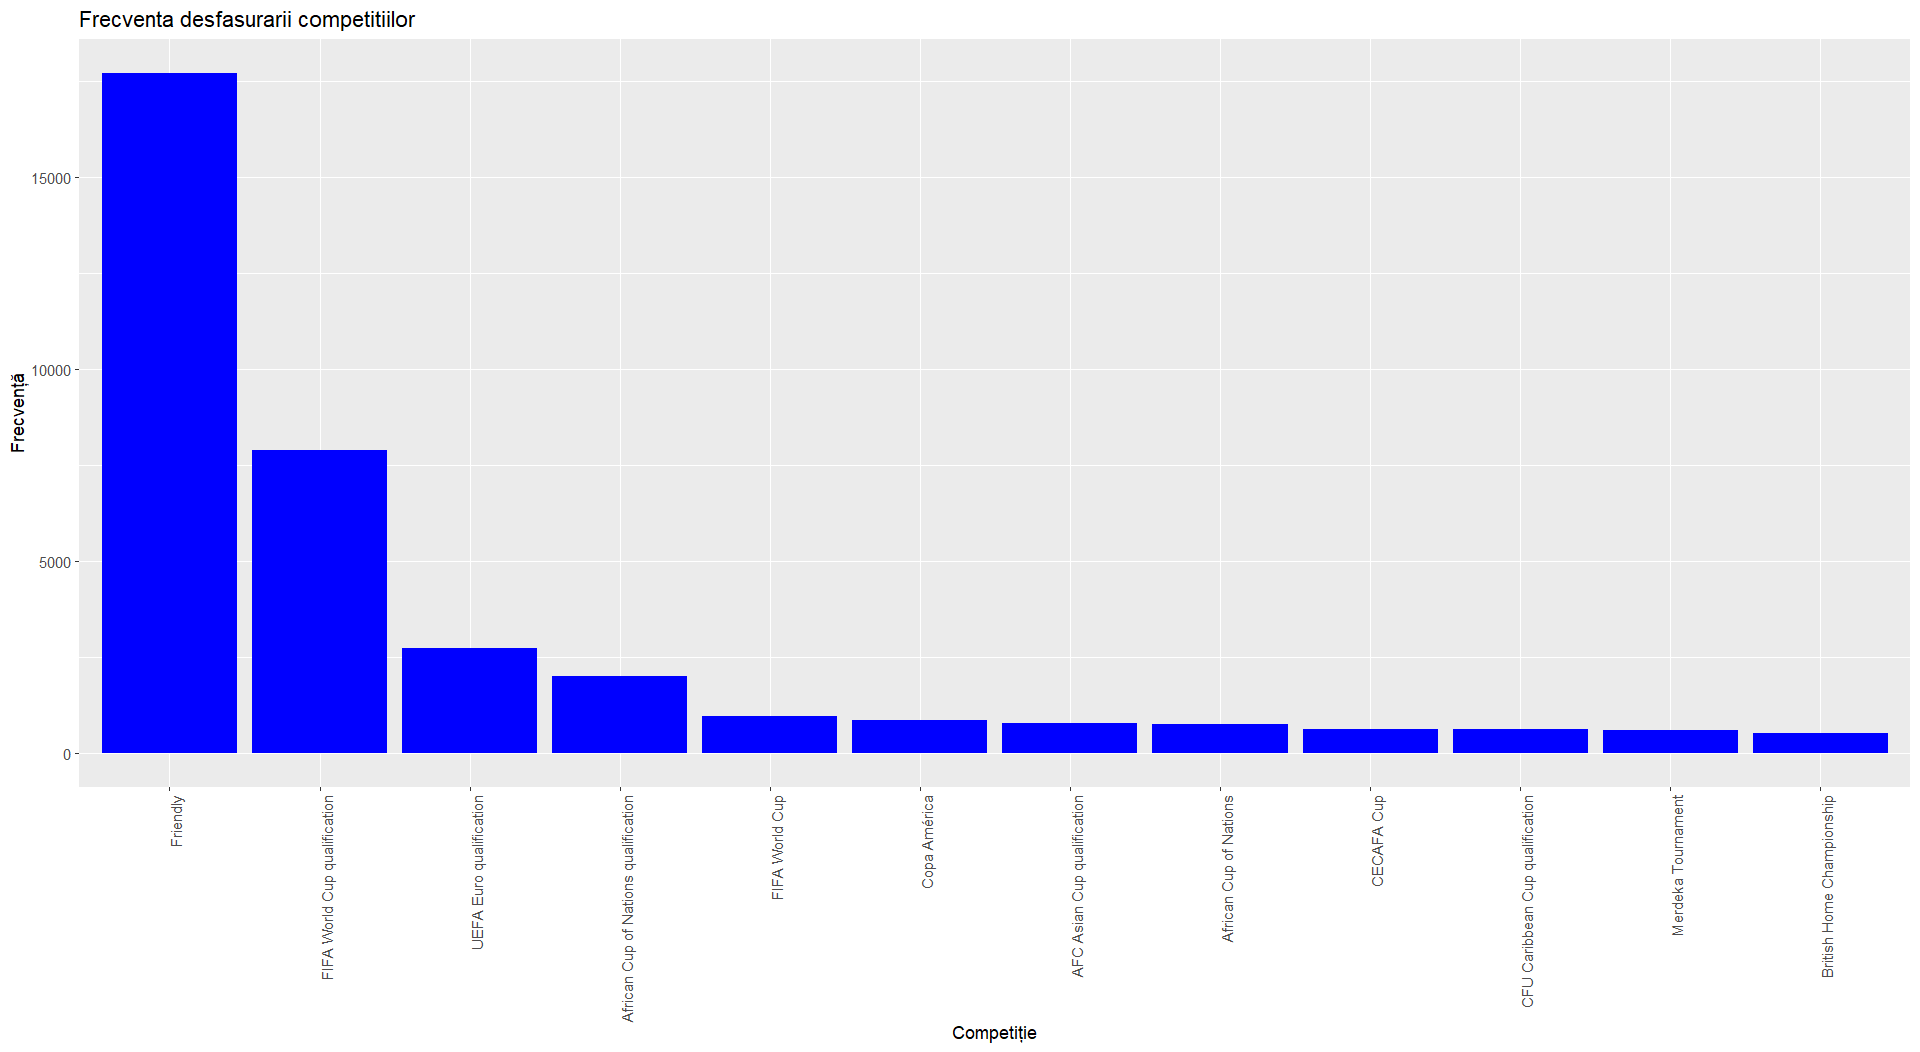 Frecventa desfasurarii competitiilor
Frecvență
15000
10000
5000
0
Friendly
FIFA World Cup qualification
UEFA Euro qualification
African Cup of Nations qualification
FIFA World Cup
Copa América
AFC Asian Cup qualification
African Cup of Nations
CECAFA Cup
CFU Caribbean Cup qualification
Merdeka Tournament
British Home Championship
Competiție